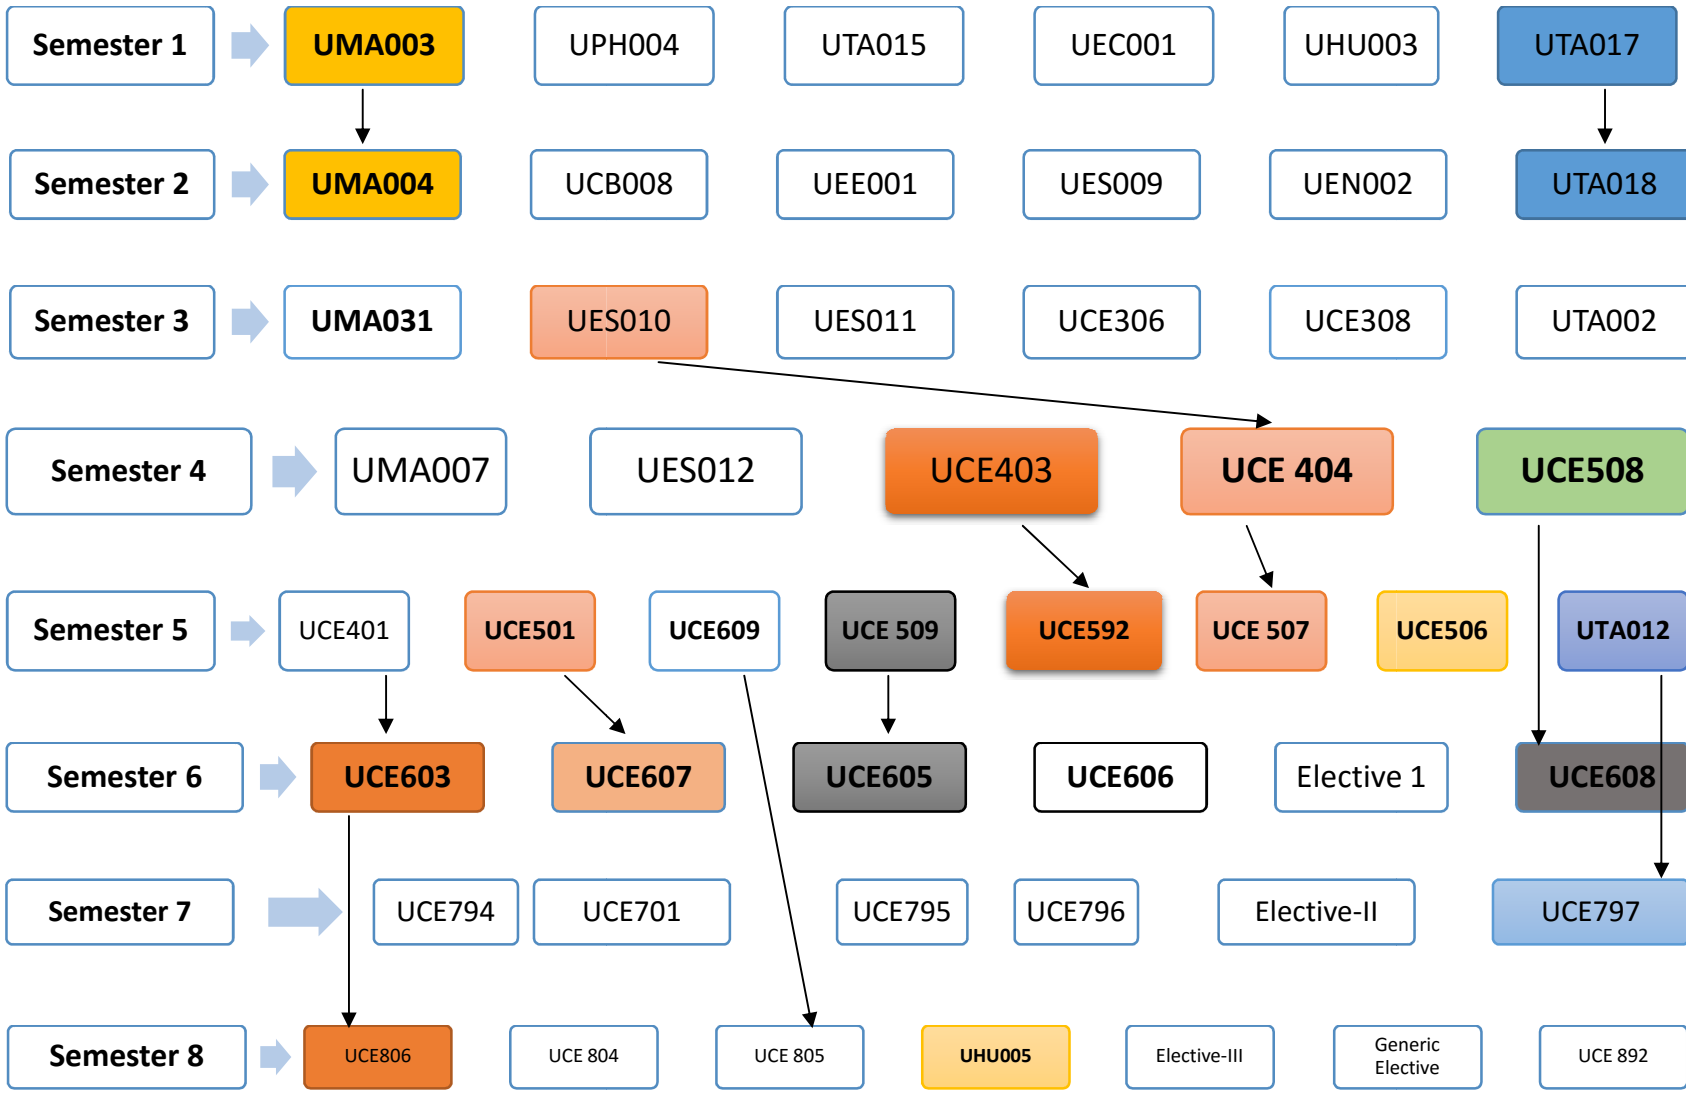 Semester 1
UMA003
UPH004
UTA015
UEC001
UHU003
UTA017
Semester 2
UMA004
UCB008
UEE001
UES009
UEN002
UTA018
Semester 3
UMA031
UES010
UES011
UCE306
UCE308
UTA002
Semester 4
UMA007
UES012
UCE403
UCE 404
UCE508
Semester 5
UCE401
UCE501
UCE609
UCE 509
UCE592
UCE 507
UCE506
UTA012
Semester 6
UCE603
UCE607
UCE605
UCE606
Elective 1
UCE608
Semester 7
UCE794
UCE701
UCE795
UCE796
Elective-II
UCE797
Semester 8
UCE806
UCE 804
UCE 805
UHU005
Elective-III
Generic
Elective
UCE 892